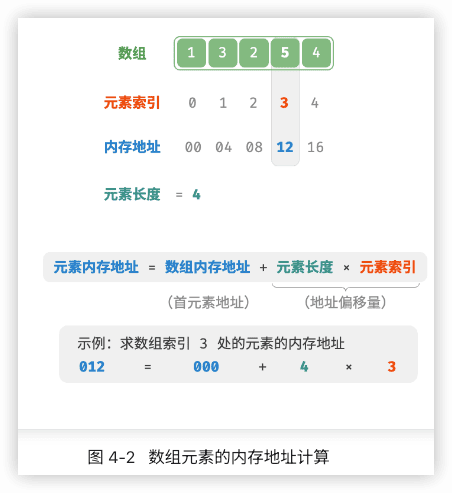 数组 1 3 2 5 4
元素索引 0 1 2 3 4
内存地址 00 04 08 12 16
元素长度 = 4
元素内存地址 = 数组内存地址 + 元素长度 × 元素索引
（首元素地址） （地址偏移量）
示例：求数组索引 3 处的元素的内存地址
012 = 000 + 4 × 3
图 4-2 数组元素的内存地址计算